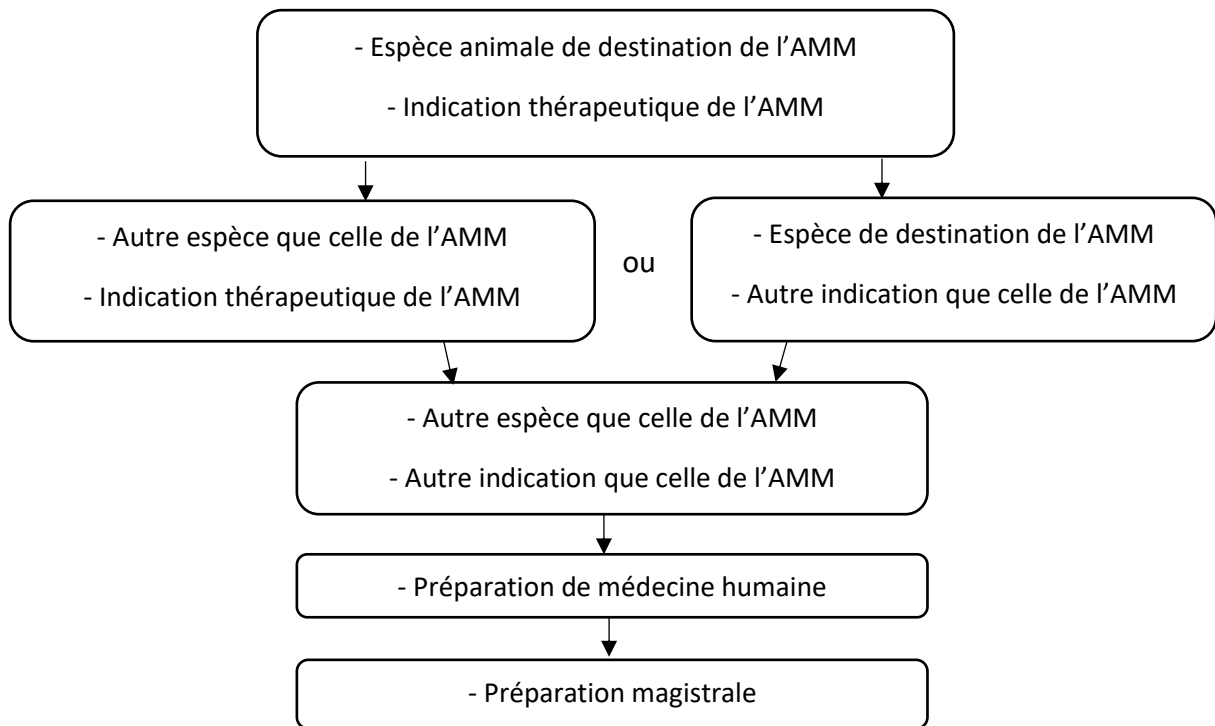 - Espèce animale de destination de l’AMM
- Indication thérapeutique de l’AMM
- Autre espèce que celle de l’AMM
- Indication thérapeutique de l’AMM
ou
- Espèce de destination de l’AMM
- Autre indication que celle de l’AMM
- Autre espèce que celle de l’AMM
- Autre indication que celle de l’AMM
- Préparation de médecine humaine
- Préparation magistrale